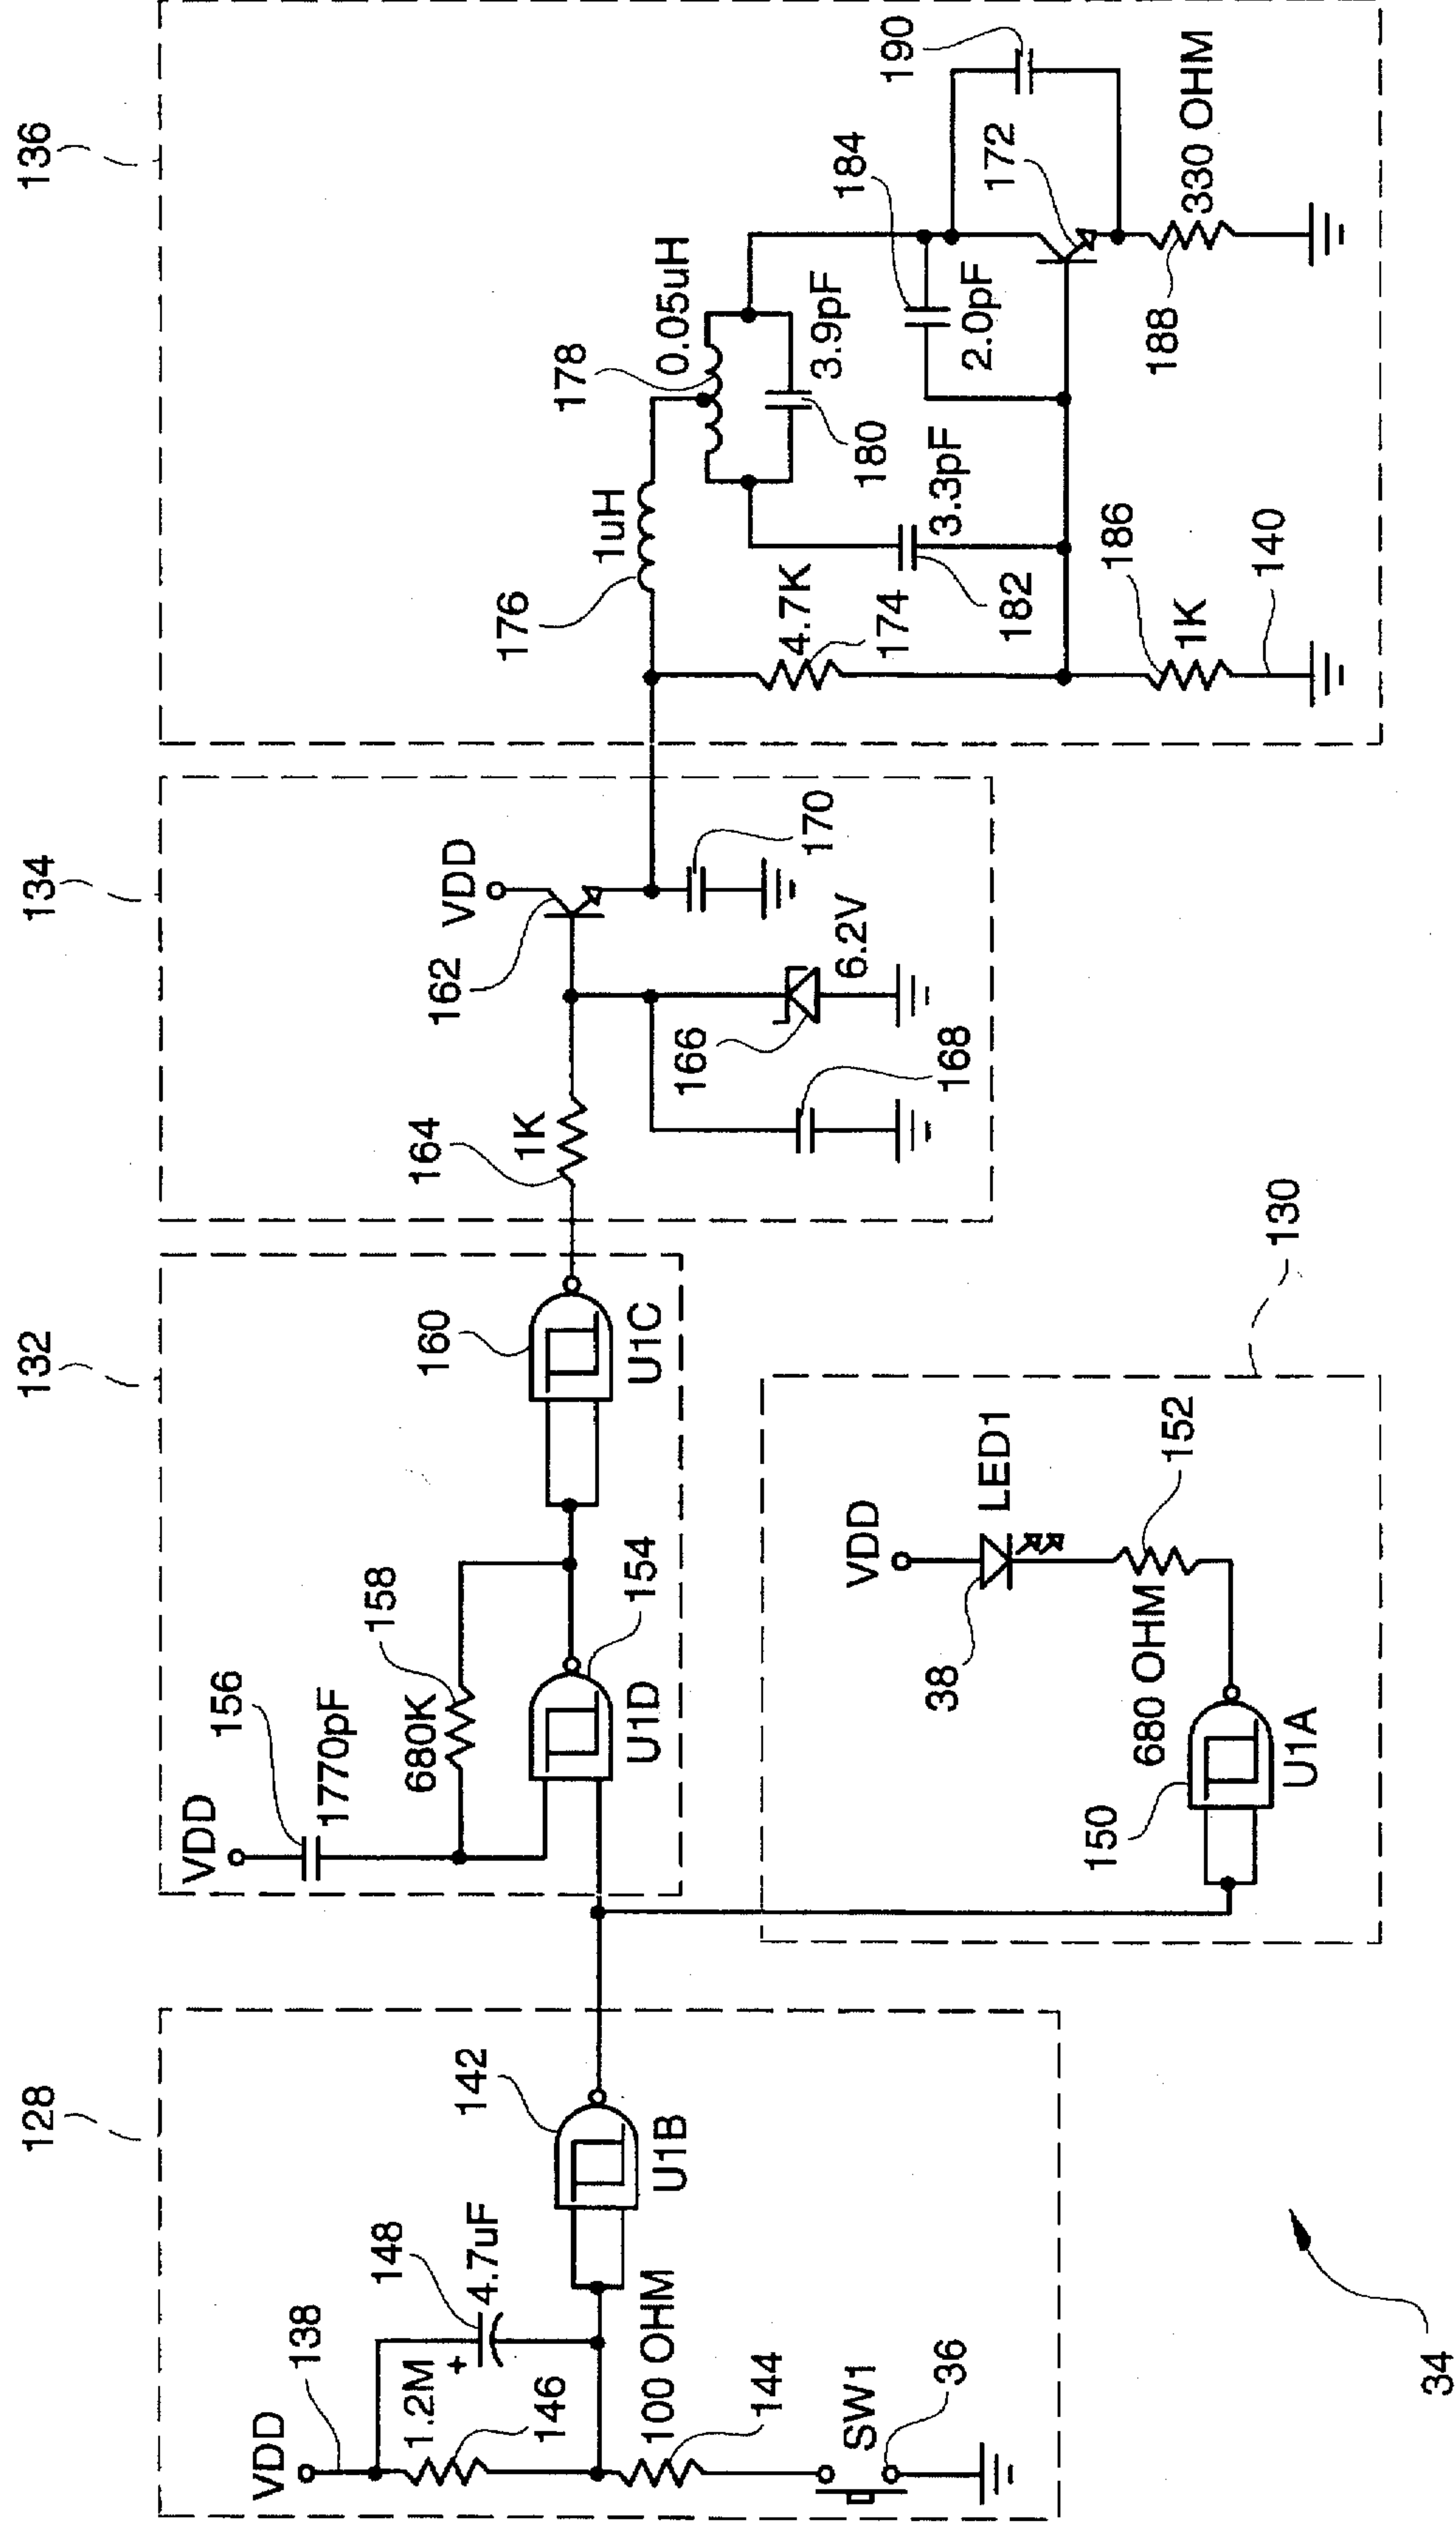 128
VDD
138
148
4.7uF
+
1.2M
146
142
U1B
100 OHM
144
SW1
36
132
VDD
156
1770pF
158
680K
154
U1D
160
U1C
130
VDD
LED1
38
152
680 OHM
150
U1A
134
VDD
162
164
1K
170
6.2V
166
168
136
176
1uH
178
0.05uH
180
3.9pF
184
2.0pF
190
172
4.7K
174
182
3.3pF
186
1K
140
188
330 OHM
34